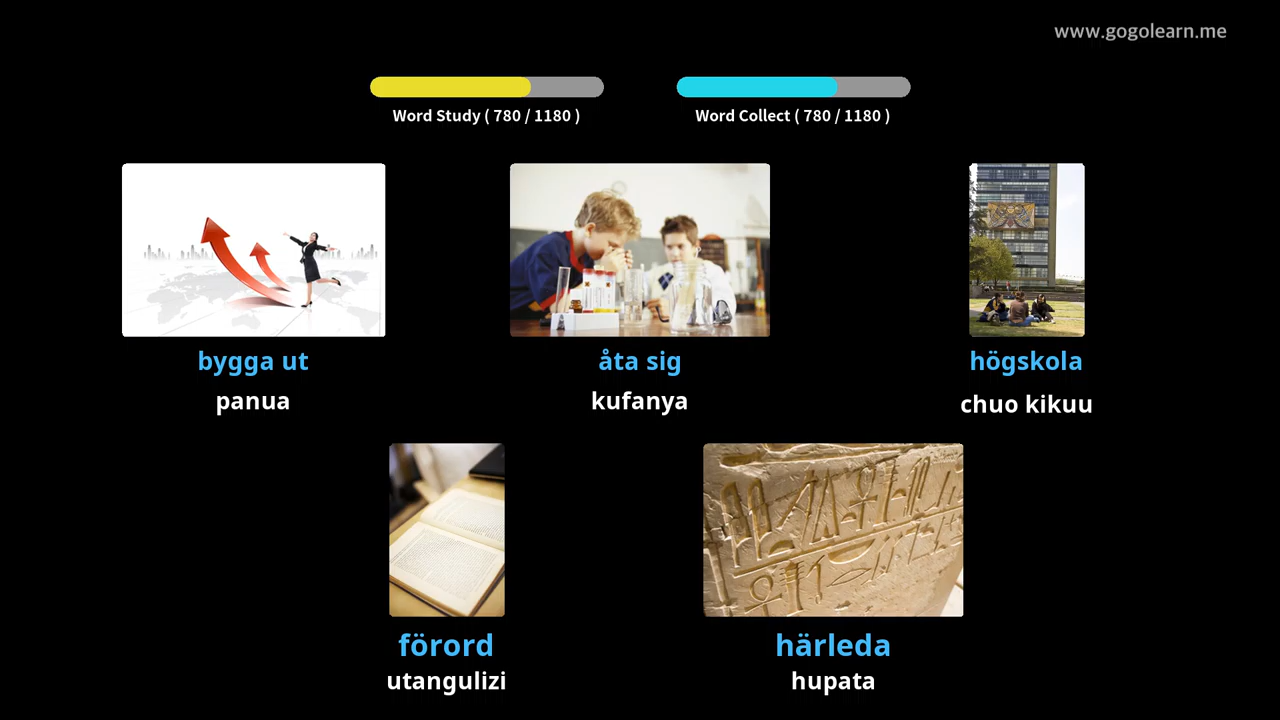 www.gogolearn.me
Word Study ( 780 / 1180 )
Word Collect ( 780 / 1180 )
bygga ut
åta sig
högskola
panua
kufanya
chuo kikuu
förord
härleda
utangulizi
hupata